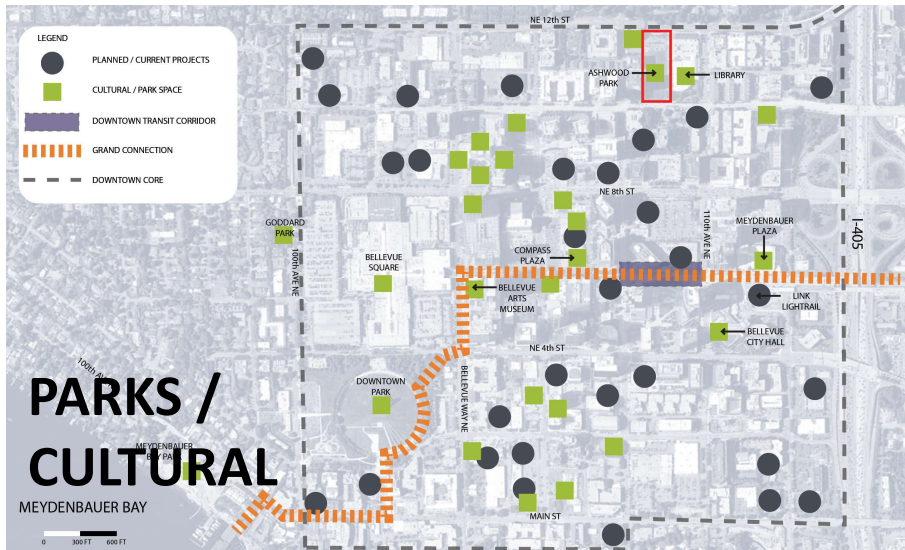 LEGEND
PLANNED / CURRENT PROJECTS
CULTURAL / PARK SPACE
DOWNTOWN TRANSIT CORRIDOR
GRAND CONNECTION
DOWNTOWN CORE
NE 12th ST
ASHWOOD
PARK
LIBRARY
NE 8th ST
GODDARD
PARK
100th AVE NE
BELLEVUE
SQUARE
COMPASS
PLAZA
110th AVE NE
MEYDENBAUER
PLAZA
I-405
BELLEVUE
ARTS
MUSEUM
LINK
LIGHTRAIL
BELLEVUE
CITY HALL
NE 4th ST
BELLEVUE WAY NE
DOWNTOWN
PARK
100th AV
PARKS /
CULTURAL
MEYDENBAUER
BAY PARK
MEYDENBAUER BAY
MAIN ST
0 300 FT 600 FT